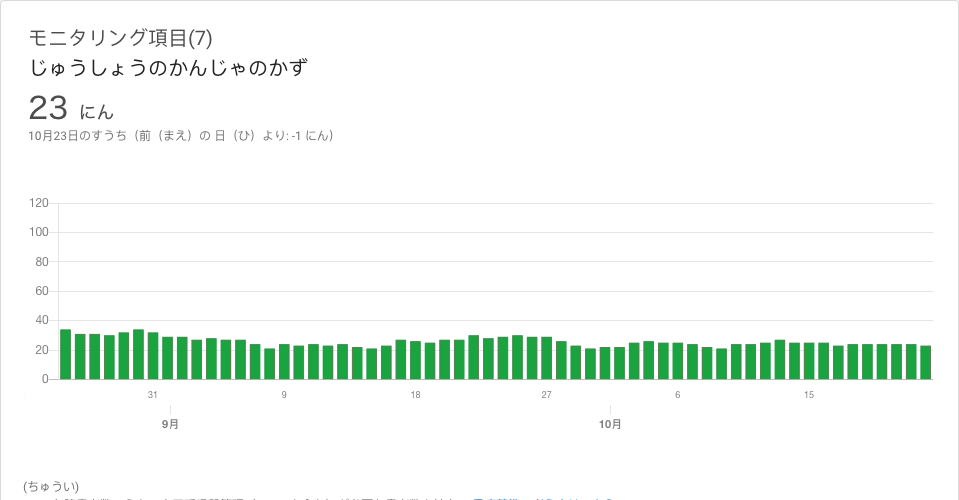 モニタリング項目(7)
じゅうしょうのかんじゃのかず
23 にん
10月23日のすうち（前（まえ）の 日（ひ）より: -1 にん）
120
100
80
60
40
20
0
31 9 18 27 6 15
9月 10月
(ちゅうい)